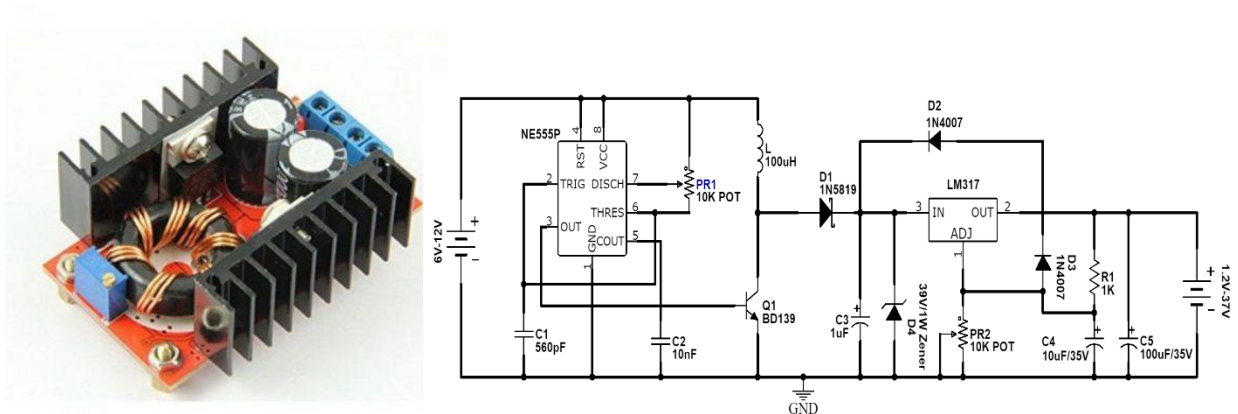 6V-12V
NE555P
4
8
RST
VCC
2
TRIG
DISCH
7
THRES
6
3
OUT
COUT
5
GND
1
PR1
10K POT
L
100uH
C1
560pF
C2
10nF
Q1
BD139
D1
1N5819
D2
1N4007
LM317
3
IN
OUT
2
ADJ
1
C3
1uF
D4
39V/1W Zener
PR2
10K POT
D3
1N4007
R1
1K
C4
10uF/35V
C5
100uF/35V
1.2V-37V
GND